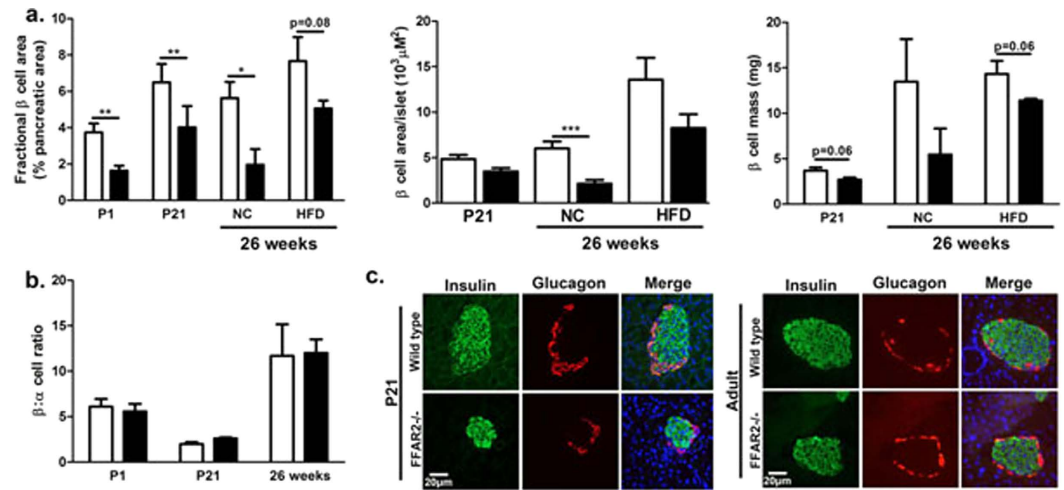 a.
Fractional β cell area
(% pancreatic area)
10
8
6
4
2
0
**
**
*
p=0.08
P1
P21
NC
HFD
26 weeks
β cell area/islet (10³μM²)
20
15
10
5
0
***
P21
NC
HFD
26 weeks
β cell mass (mg)
20
15
10
5
0
p=0.06
p=0.06
P21
NC
HFD
26 weeks
b.
β:α cell ratio
20
15
10
5
0
P1
P21
26 weeks
c.
Insulin
Glucagon
Merge
P21
Wild type
FFAR2-/-
20μm
Insulin
Glucagon
Merge
Adult
Wild type
FFAR2-/-
20μm